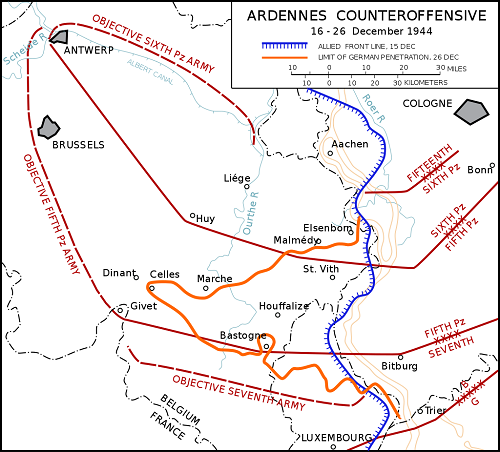 ARDENNES COUNTEROFFENSIVE
16 - 26 December 1944
ALLIED FRONT LINE, 15 DEC
LIMIT OF GERMAN PENETRATION, 26 DEC
10 0 10 20 30 MILES
10 0 10 20 30 KILOMETERS
Schelde R
ANTWERP
OBJECTIVE SIXTH Pz ARMY
ALBERT CANAL
Roer R
COLOGNE
BRUSSELS
Aachen
FIFTEENTH
XXXX
SIXTH Pz
Bonn
OBJECTIVE FIFTH Pz ARMY
Liége
Ourthe R
Huy
Elsenborn
Malmédy
SIXTH Pz
XXXX
FIFTH Pz
Dinant
Celles
Marche
St. Vith
Givet
Houffalize
Bastogne
FIFTH Pz
XXXX
SEVENTH
Bitburg
OBJECTIVE SEVENTH ARMY
B
XXXXX
G
Trier
BELGIUM
FRANCE
LUXEMBOURG